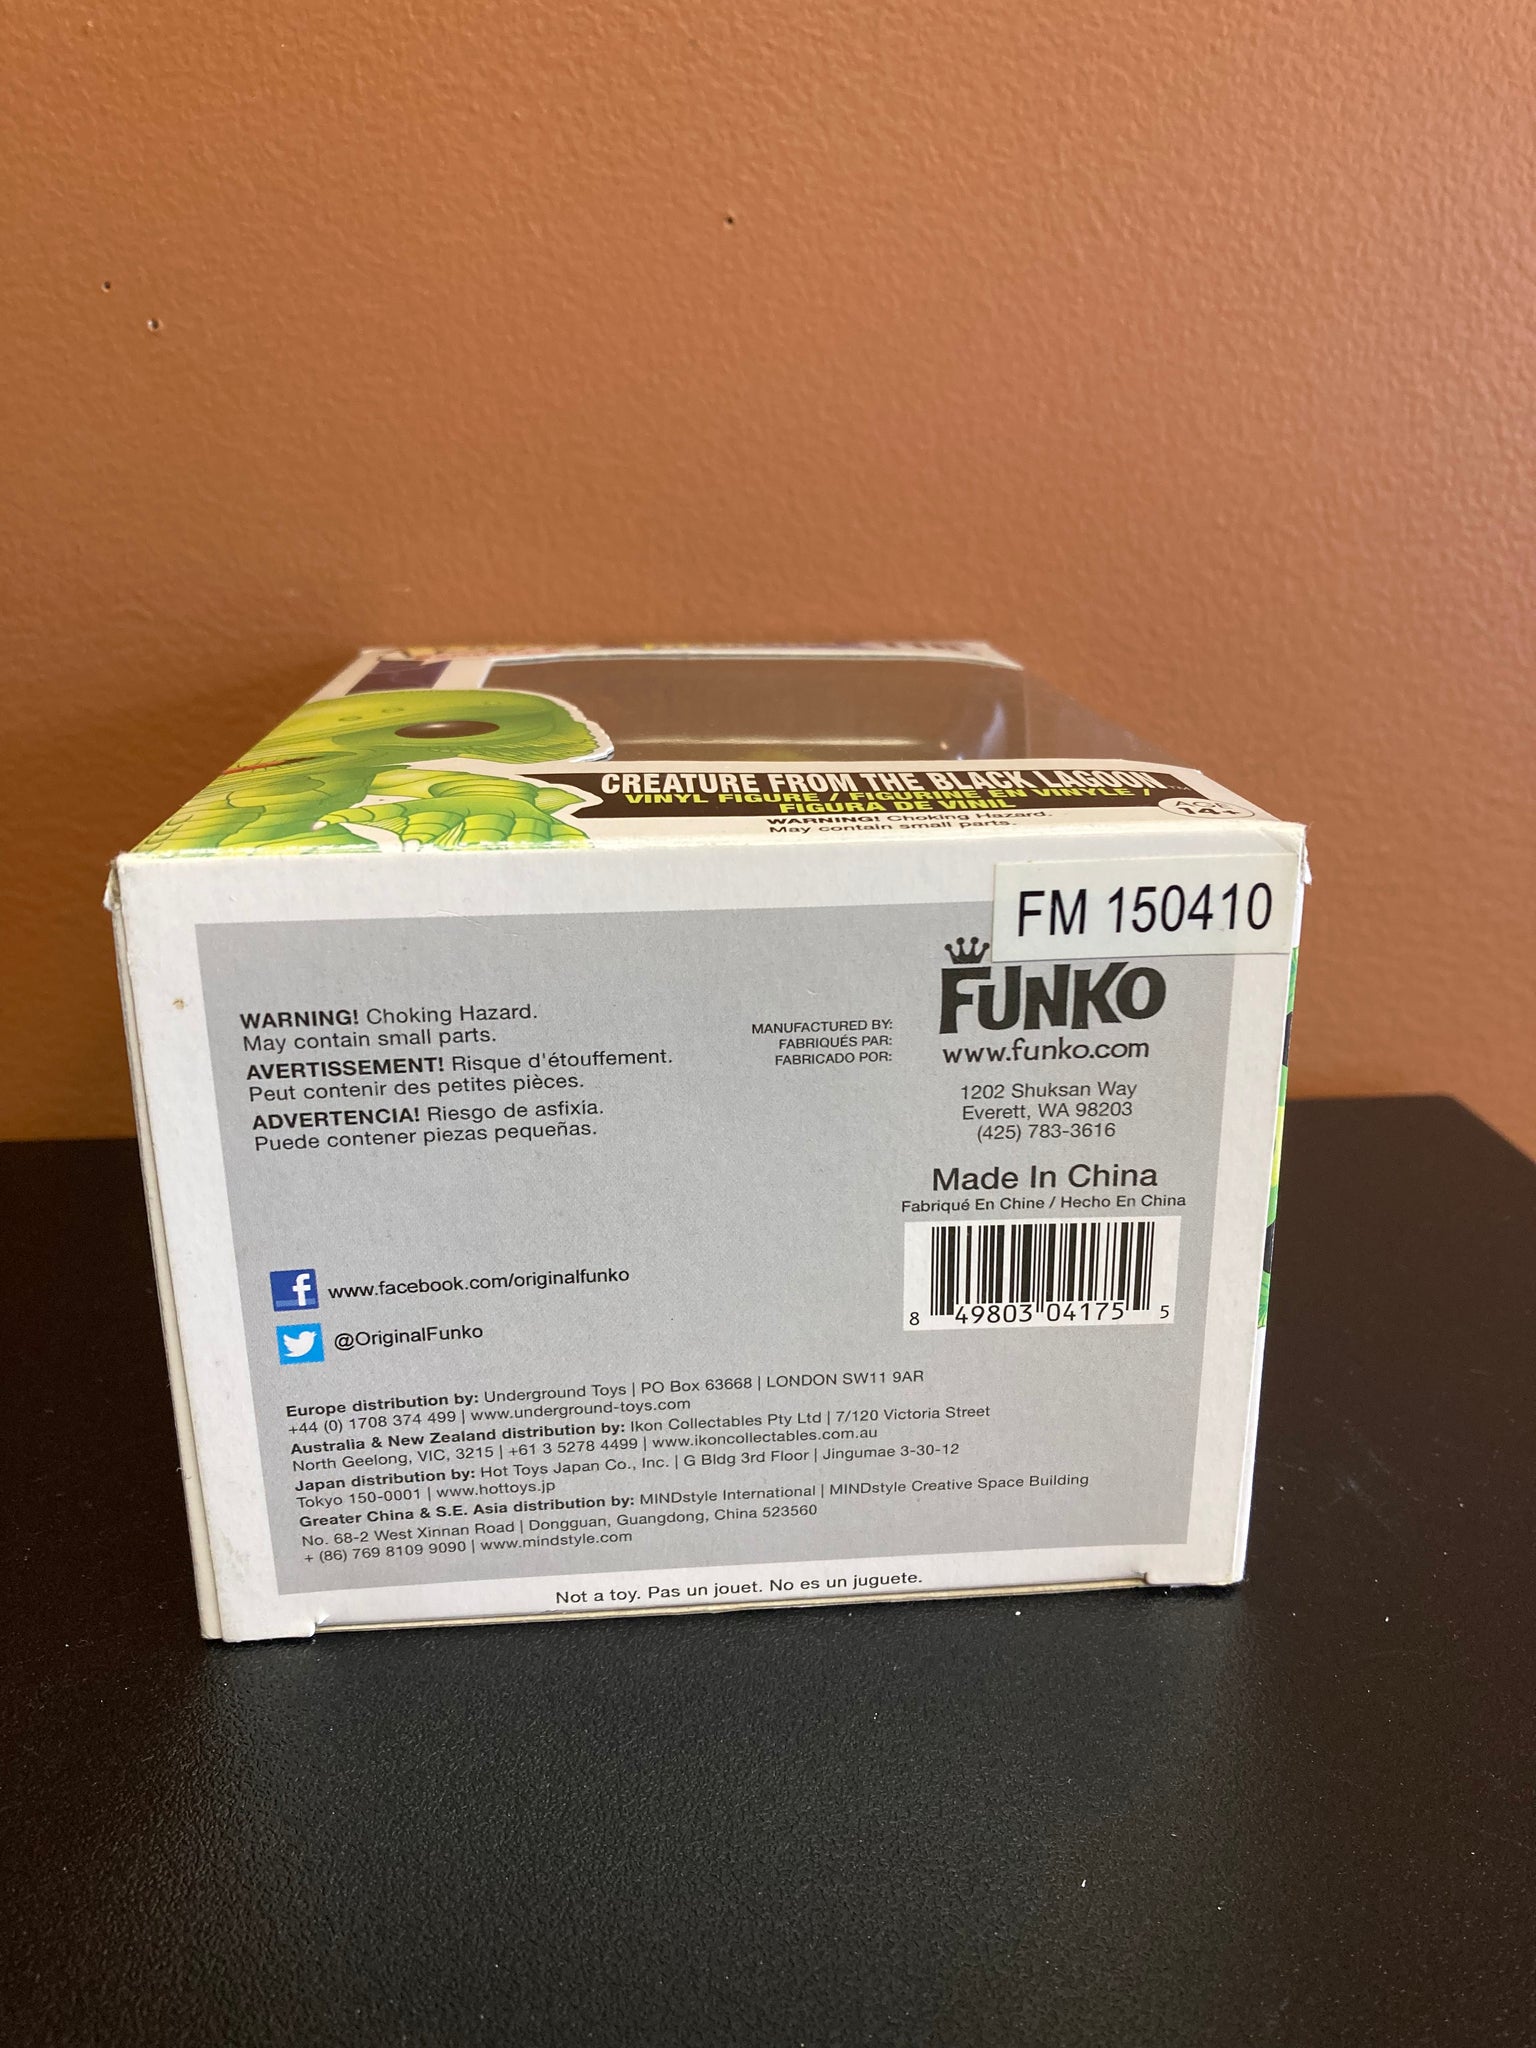 CREATURE FROM THE BLACK LAGOON™
VINYL FIGURE / FIGURINE EN VINYLE /
FIGURA DE VINIL
WARNING! Choking Hazard.
May contain small parts.
AGE
14+
FM 150410
FUNKO
www.funko.com
WARNING! Choking Hazard.
May contain small parts.
AVERTISSEMENT! Risque d'étouffement.
Peut contenir des petites pièces.
ADVERTENCIA! Riesgo de asfixia.
Puede contener piezas pequeñas.
MANUFACTURED BY:
FABRIQUÉS PAR:
FABRICADO POR:
1202 Shuksan Way
Everett, WA 98203
(425) 783-3616
Made In China
Fabriqué En Chine / Hecho En China
8 49803 04175 5
f www.facebook.com/originalfunko
@OriginalFunko
Europe distribution by: Underground Toys | PO Box 63668 | LONDON SW11 9AR
+44 (0) 1708 374 499 | www.underground-toys.com
Australia & New Zealand distribution by: Ikon Collectables Pty Ltd | 7/120 Victoria Street
North Geelong, VIC, 3215 | +61 3 5278 4499 | www.ikoncollectables.com.au
Japan distribution by: Hot Toys Japan Co., Inc. | G Bldg 3rd Floor | Jingumae 3-30-12
Tokyo 150-0001 | www.hottoys.jp
Greater China & S.E. Asia distribution by: MINDstyle International | MINDstyle Creative Space Building
No. 68-2 West Xinnan Road | Dongguan, Guangdong, China 523560
+ (86) 769 8109 9090 | www.mindstyle.com
Not a toy. Pas un jouet. No es un juguete.